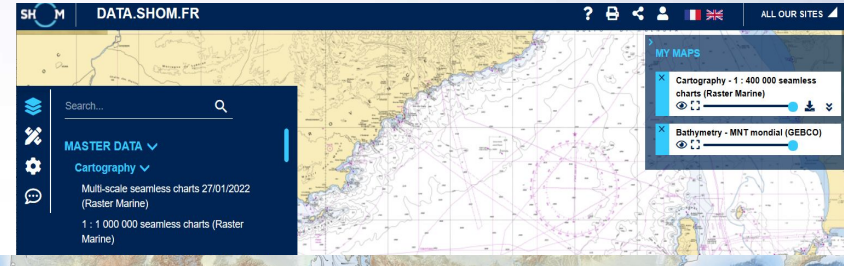 SHOM
DATA.SHOM.FR
?
ALL OUR SITES
Search...
MASTER DATA
Cartography
Multi-scale seamless charts 27/01/2022
(Raster Marine)
1 : 1 000 000 seamless charts (Raster
Marine)
MY MAPS
Cartography - 1 : 400 000 seamless
charts (Raster Marine)
Bathymetry - MNT mondial (GEBCO)